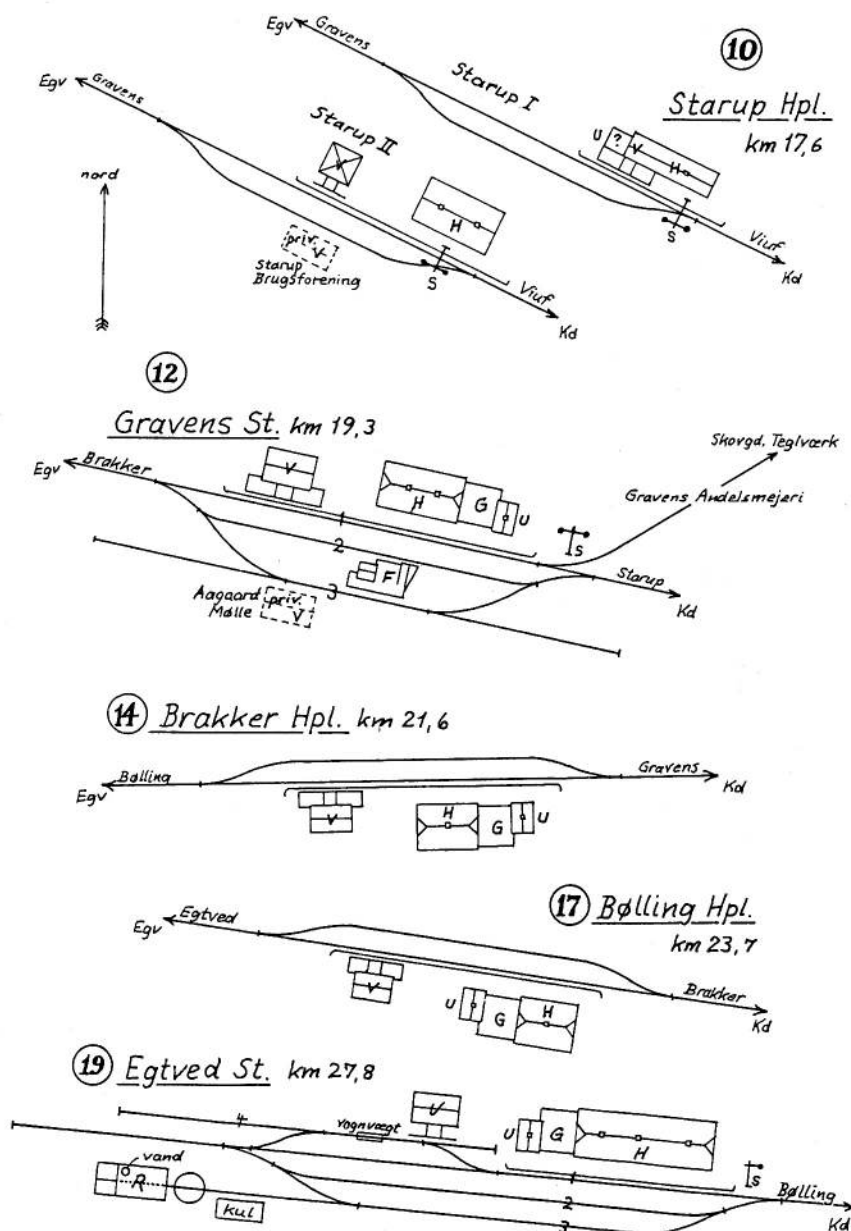 Egv
Gravens
10
Starup I
Starup Hpl.
km 17,6
U
?
V
H
S
Viuf
Kd
Egv
Gravens
nord
Starup II
V
H
priv.
V
Starup
Brugsforening
S
Viuf
Kd
12
Gravens St. km 19,3
Skovgd. Teglværk
Gravens Andelsmejeri
Egv
Brakker
V
H
G
U
S
1
2
F
3
Aagaard
Mølle
priv.
V
Starup
Kd
14 Brakker Hpl. km 21,6
Bølling
Gravens
Egv
Kd
V
H
G
U
17 Bølling Hpl.
km 23,7
Egtved
Egv
V
U
G
H
Brakker
Kd
19 Egtved St. km 27,8
4
vognvægt
V
U
G
H
S
vand
R
kul
1
2
3
Bølling
Kd